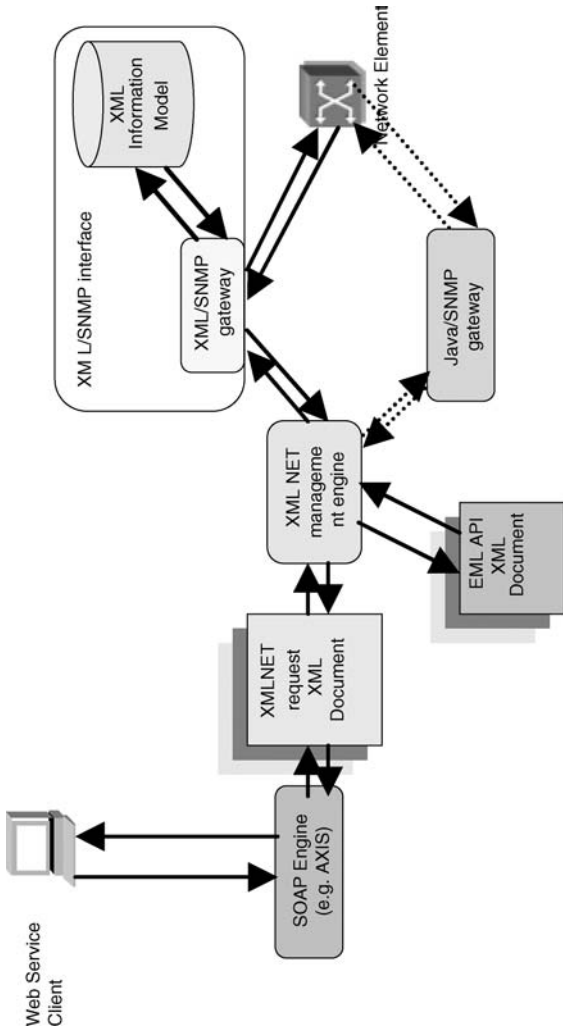 Web Service
Client
SOAP Engine
(e.g. AXIS)
XMLNET
request
XML
Document
XML NET
manageme
nt engine
EML API
XML
Document
XM L/SNMP interface
XML/SNMP
gateway
XML
Information
Model
Java/SNMP
gateway
Network Element